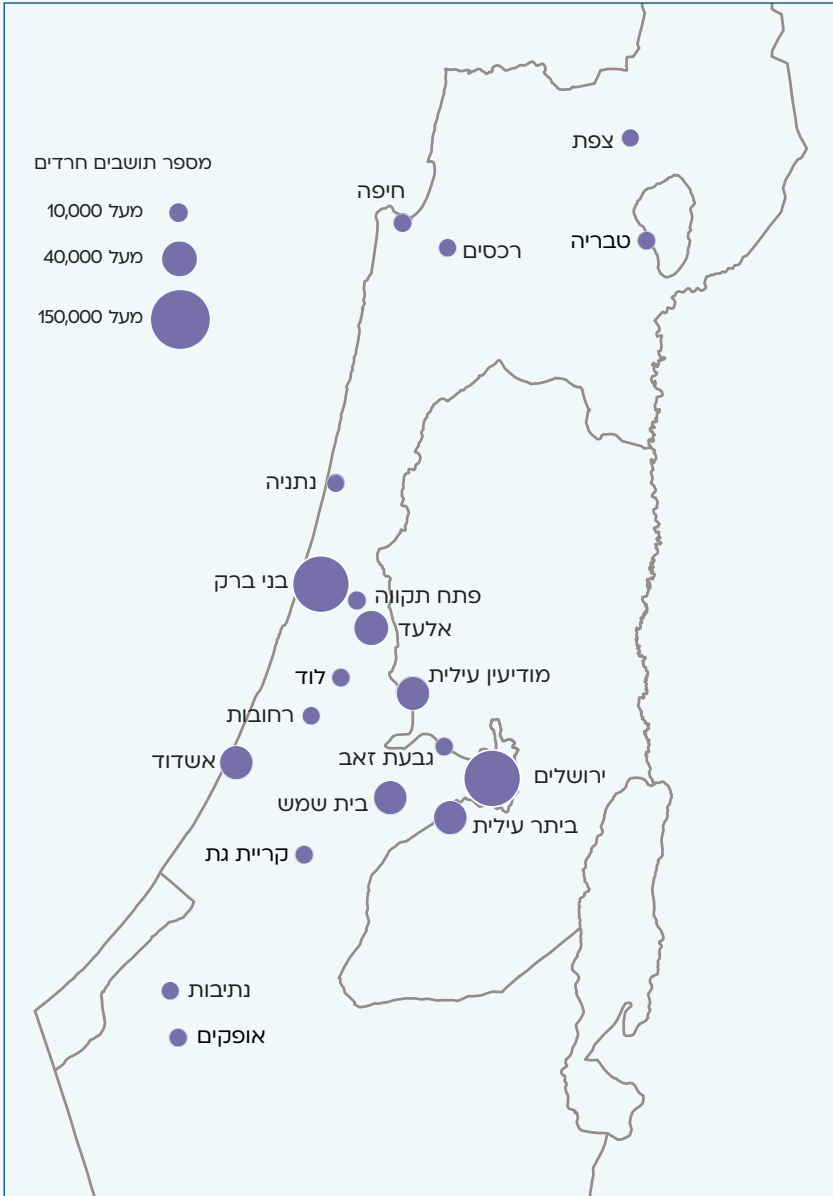 מספר תושבים חרדים
מעל 10,000
מעל 40,000
מעל 150,000
צפת
חיפה
טבריה
רכסים
נתניה
בני ברק
פתח תקווה
אלעד
מודיעין עילית
לוד
רחובות
גבעת זאב
אשדוד
ירושלים
בית שמש
ביתר עילית
קריית גת
נתיבות
אופקים